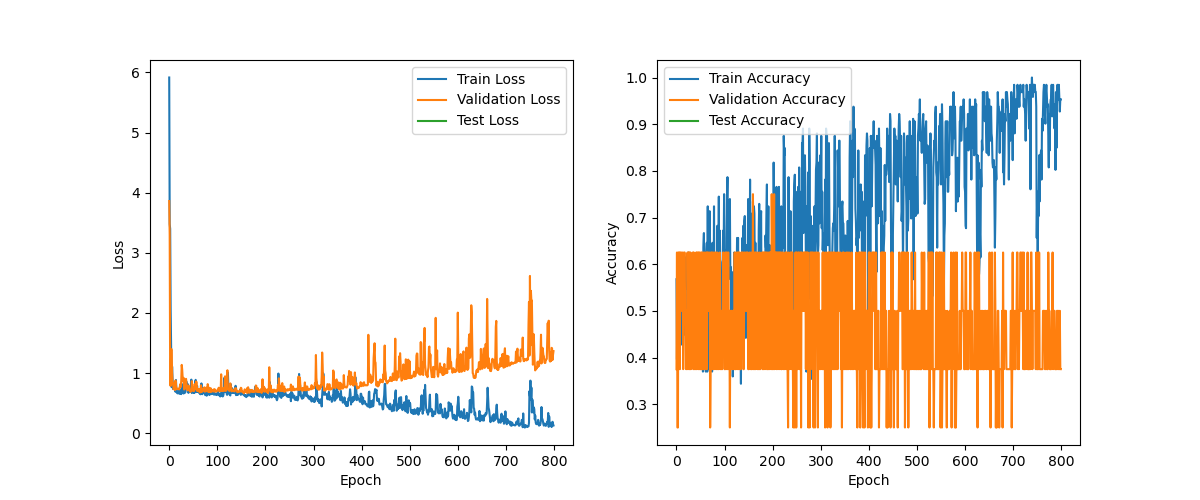 6
5
4
3
2
1
0
Loss
Train Loss
Validation Loss
Test Loss
0 100 200 300 400 500 600 700 800
Epoch
1.0
0.9
0.8
0.7
0.6
0.5
0.4
0.3
Accuracy
Train Accuracy
Validation Accuracy
Test Accuracy
0 100 200 300 400 500 600 700 800
Epoch